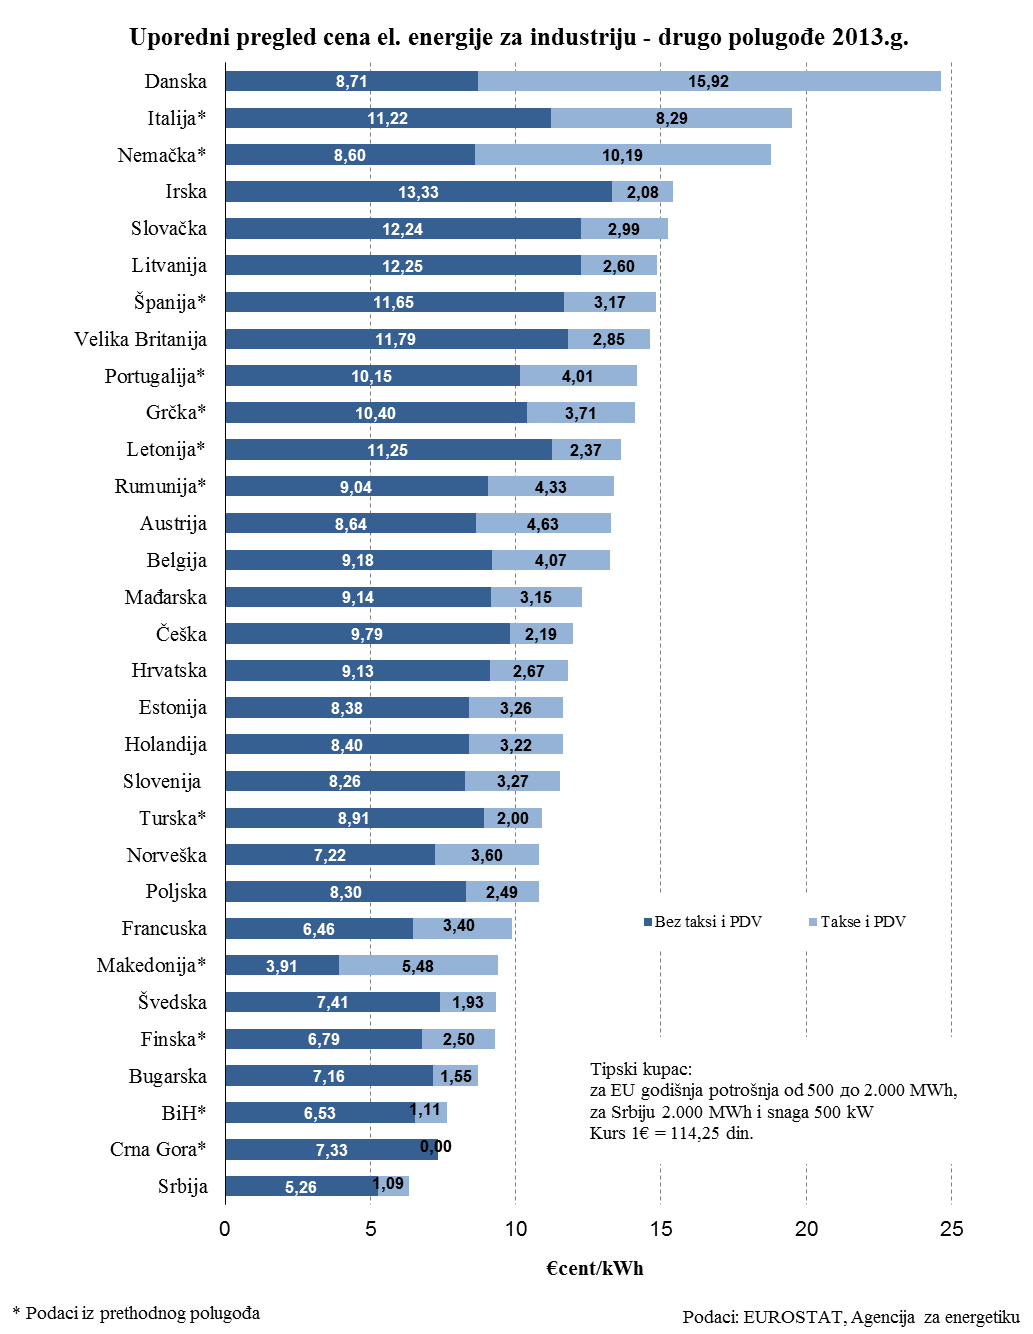 Uporedni pregled cena el. energije za industriju - drugo polugođe 2013.g.
Danska 8,71 15,92
Italija* 11,22 8,29
Nemačka* 8,60 10,19
Irska 13,33 2,08
Slovačka 12,24 2,99
Litvanija 12,25 2,60
Španija* 11,65 3,17
Velika Britanija 11,79 2,85
Portugalija* 10,15 4,01
Grčka* 10,40 3,71
Letonija* 11,25 2,37
Rumunija* 9,04 4,33
Austrija 8,64 4,63
Belgija 9,18 4,07
Mađarska 9,14 3,15
Češka 9,79 2,19
Hrvatska 9,13 2,67
Estonija 8,38 3,26
Holandija 8,40 3,22
Slovenija 8,26 3,27
Turska* 8,91 2,00
Norveška 7,22 3,60
Poljska 8,30 2,49
Francuska 6,46 3,40
Bez taksi i PDV Takse i PDV
Makedonija* 3,91 5,48
Švedska 7,41 1,93
Finska* 6,79 2,50
Bugarska 7,16 1,55
BiH* 6,53 1,11
Crna Gora* 7,33 0,00
Srbija 5,26 1,09
Tipski kupac:
za EU godišnja potrošnja od 500 до 2.000 MWh,
za Srbiju 2.000 MWh i snaga 500 kW
Kurs 1€ = 114,25 din.
0 5 10 15 20 25
€cent/kWh
* Podaci iz prethodnog polugođa
Podaci: EUROSTAT, Agencija za energetiku